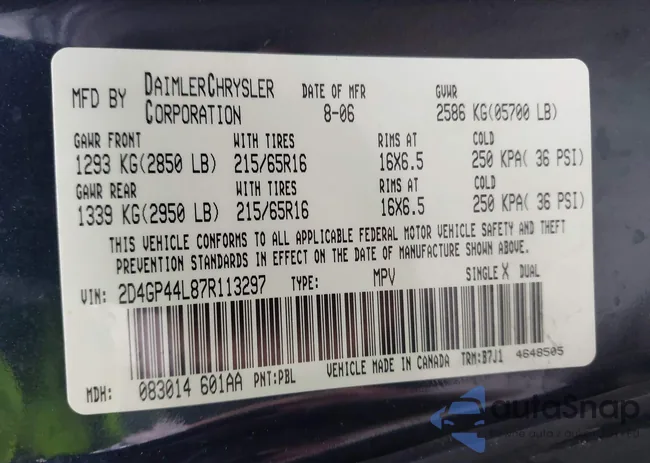 MFD BY DAIMLERCHRYSLER CORPORATION DATE OF MFR 8-06 GVWR 2586 KG(05700 LB)
GAWR FRONT WITH TIRES RIMS AT COLD
1293 KG(2850 LB) 215/65R16 16X6.5 250 KPA( 36 PSI)
GAWR REAR WITH TIRES RIMS AT COLD
1339 KG(2950 LB) 215/65R16 16X6.5 250 KPA( 36 PSI)
THIS VEHICLE CONFORMS TO ALL APPLICABLE FEDERAL MOTOR VEHICLE SAFETY AND THEFT
PREVENTION STANDARDS IN EFFECT ON THE DATE OF MANUFACTURE SHOWN ABOVE.
VIN: 2D4GP44L87R113297 TYPE: MPV SINGLE X DUAL
MDH: 083014 601AA PNT:PBL VEHICLE MADE IN CANADA TRM:B7J1 4648505
autoSnap